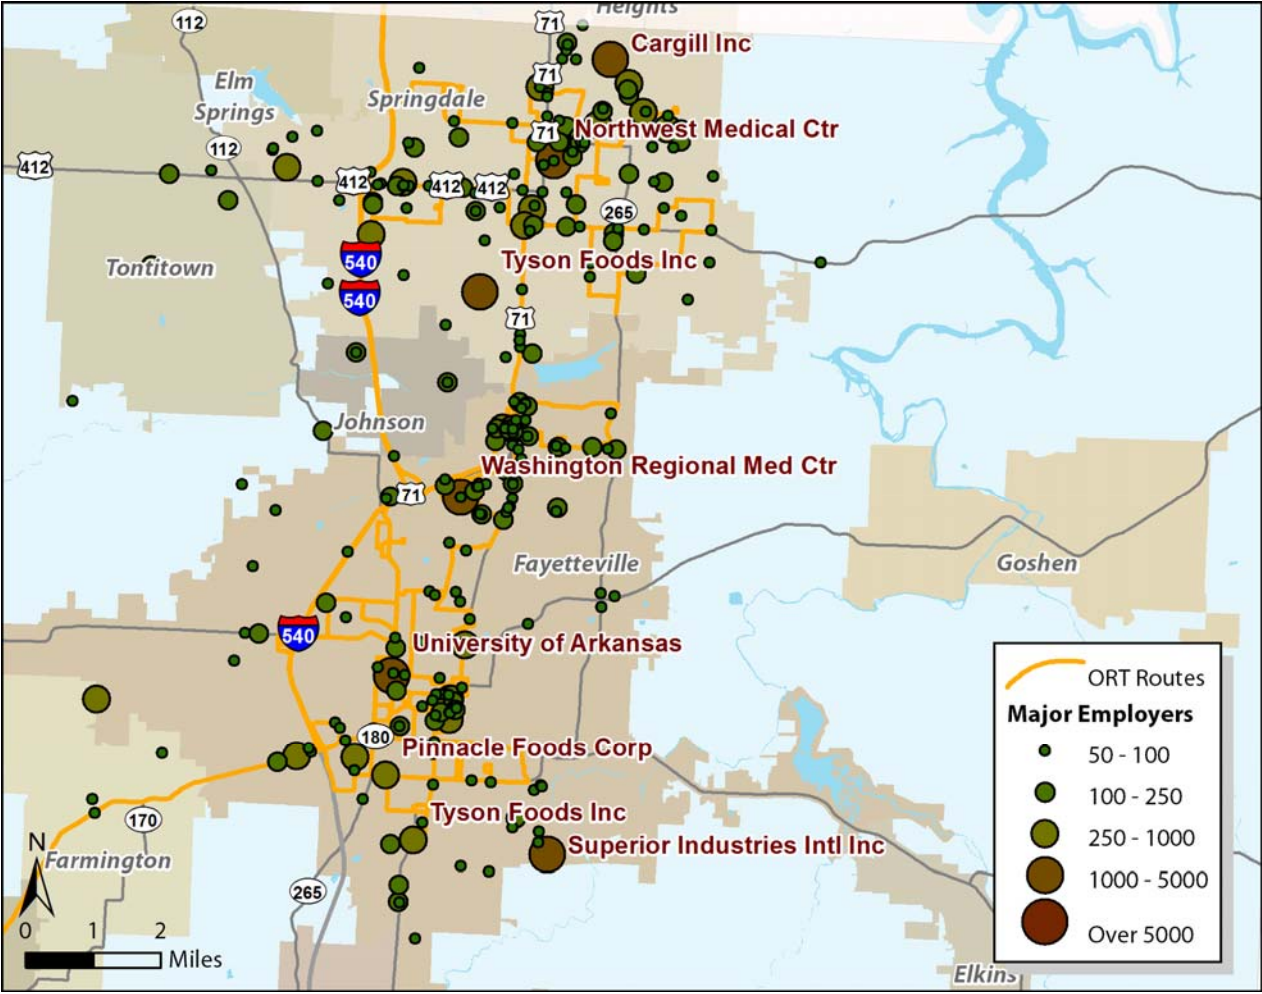 Heights
112
71
Cargill Inc
71
Elm
Springs
Springdale
Northwest Medical Ctr
71
112
412
412
412
412
265
540
Tyson Foods Inc
Tontitown
540
71
Johnson
Washington Regional Med Ctr
71
Fayetteville
Goshen
540
University of Arkansas
180
Pinnacle Foods Corp
Tyson Foods Inc
170
Superior Industries Intl Inc
N
Farmington
265
0 1 2
Miles
Elkins
ORT Routes
Major Employers
50 - 100
100 - 250
250 - 1000
1000 - 5000
Over 5000